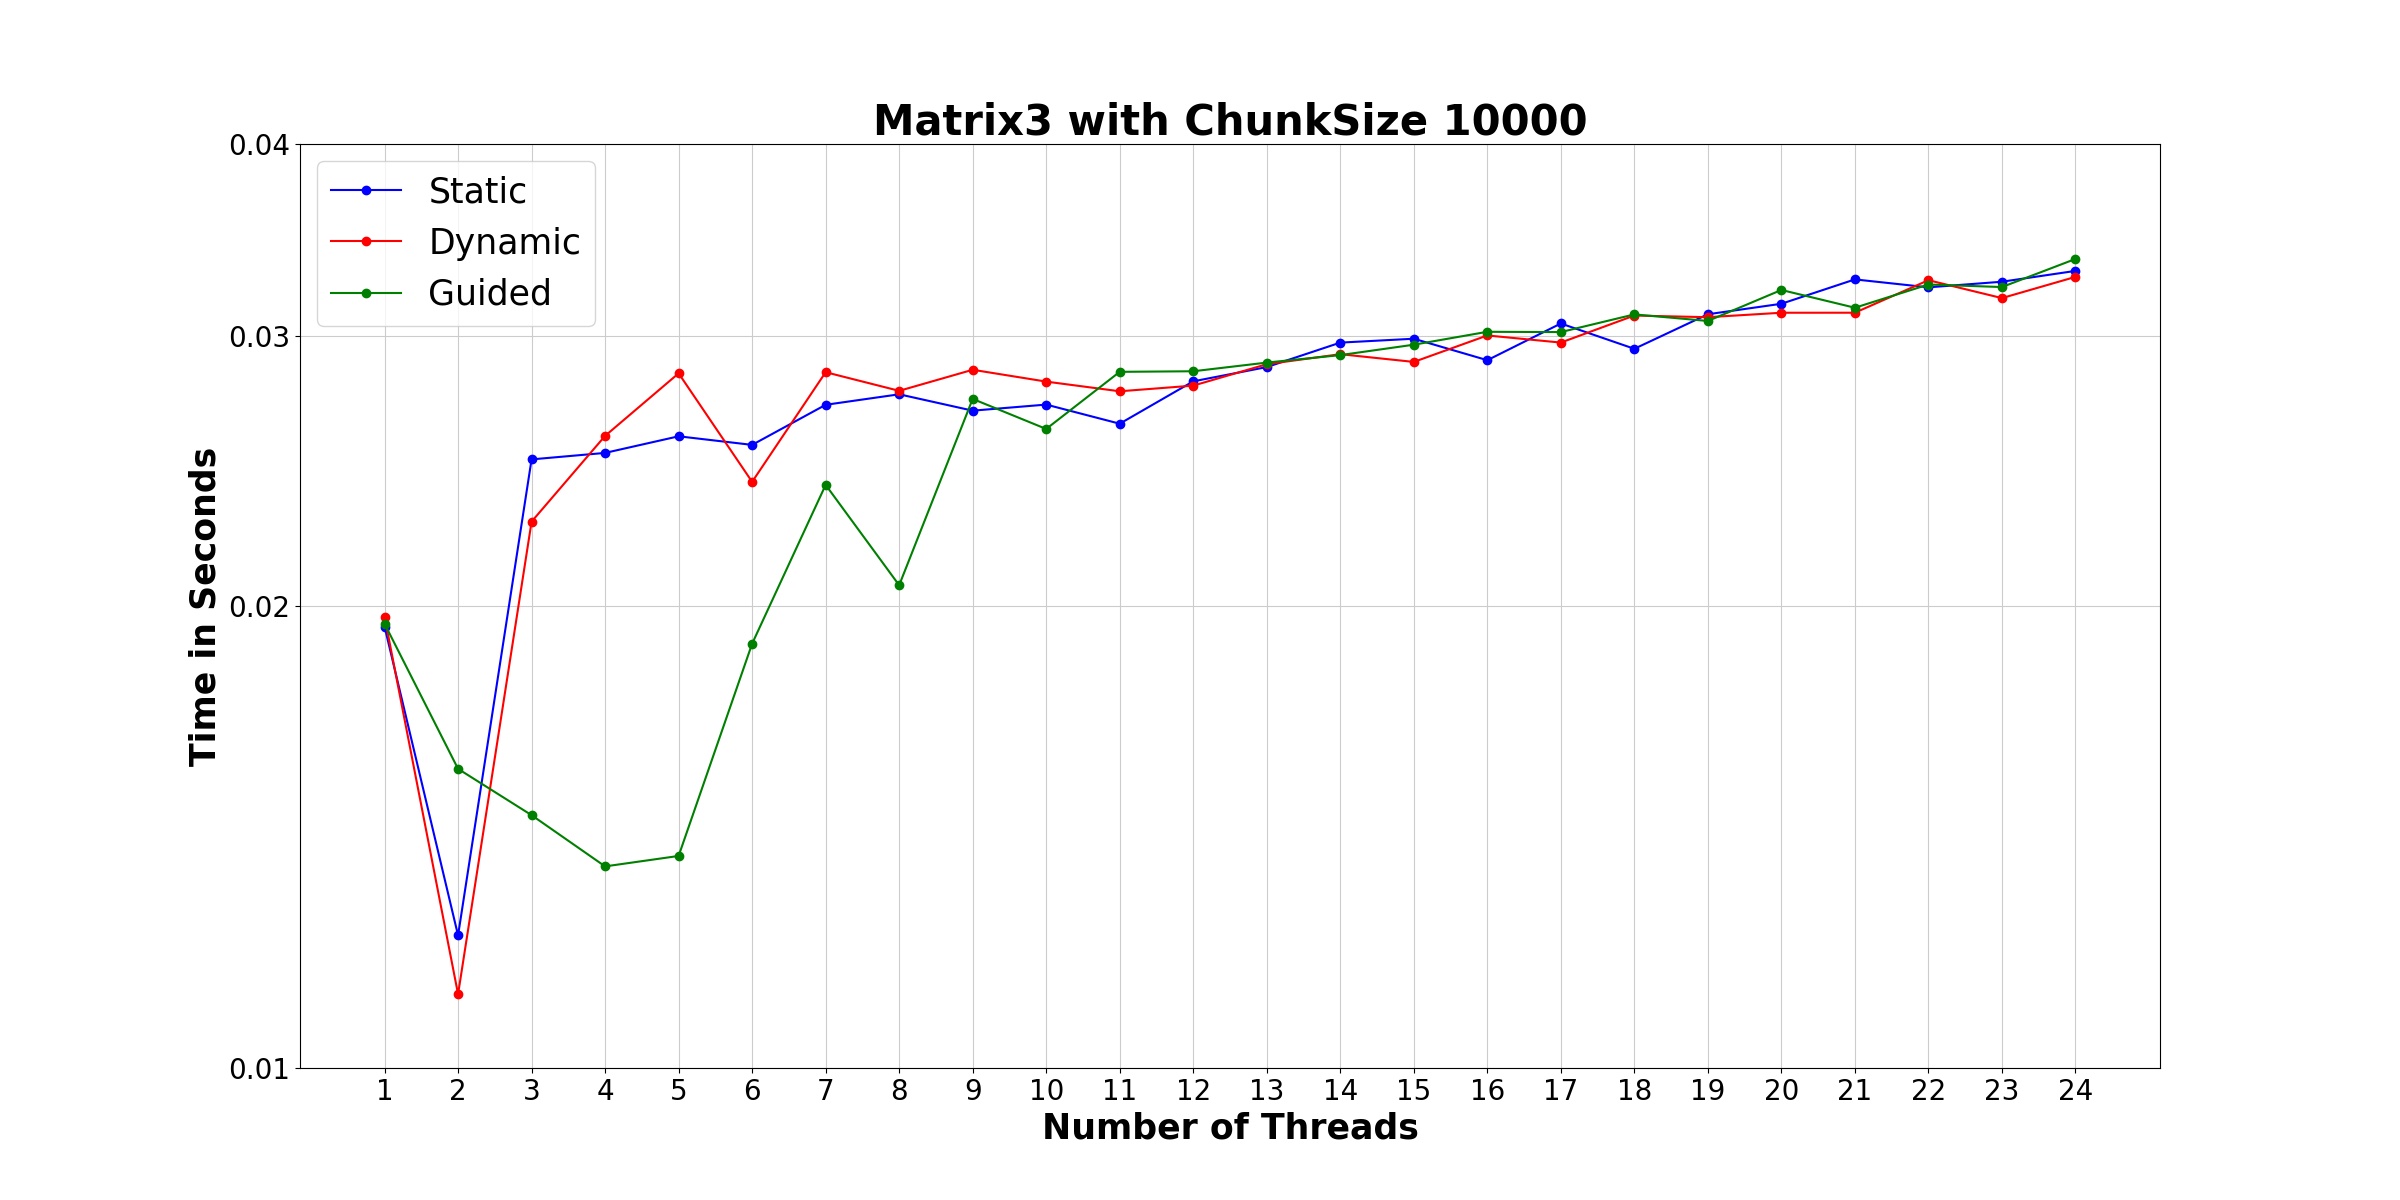 Matrix3 with ChunkSize 10000
0.04
0.03
0.02
0.01
Time in Seconds
Static
Dynamic
Guided
1 2 3 4 5 6 7 8 9 10 11 12 13 14 15 16 17 18 19 20 21 22 23 24
Number of Threads